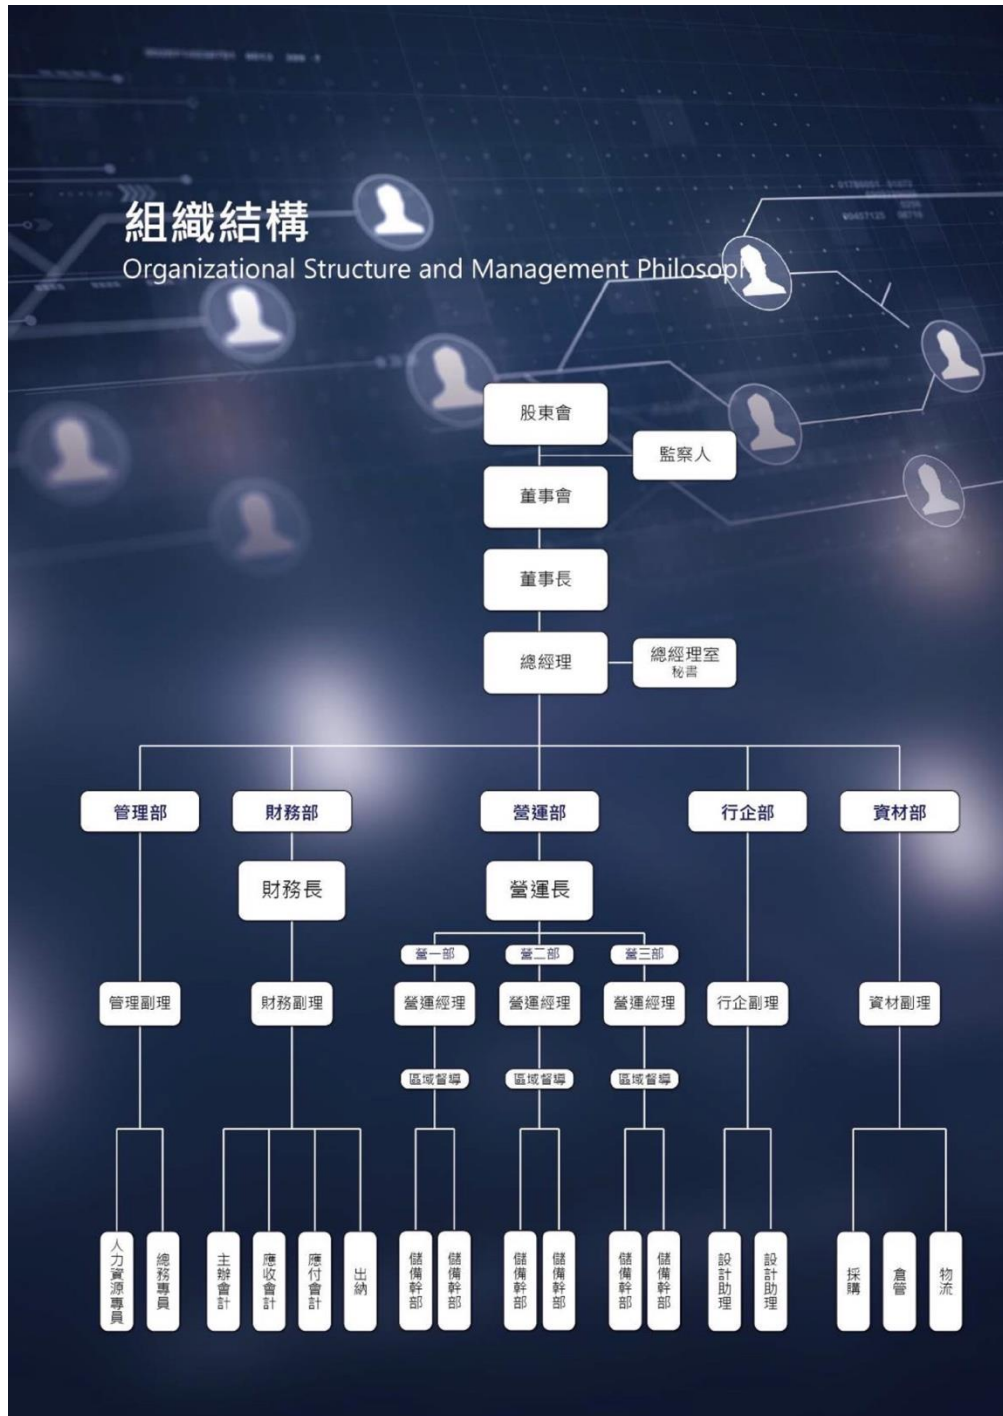 組織結構
Organizational Structure and Management Philosoph
股東會
監察人
董事會
董事長
總經理
總經理室
秘書
管理部
財務部
營運部
行企部
資材部
財務長
營運長
營一部
營二部
營三部
管理副理
財務副理
營運經理
營運經理
營運經理
行企副理
資材副理
區域督導
區域督導
區域督導
人力資源專員
總務專員
主辦會計
應收會計
應付會計
出納
儲備幹部
儲備幹部
儲備幹部
儲備幹部
儲備幹部
儲備幹部
設計助理
設計助理
採購
倉管
物流